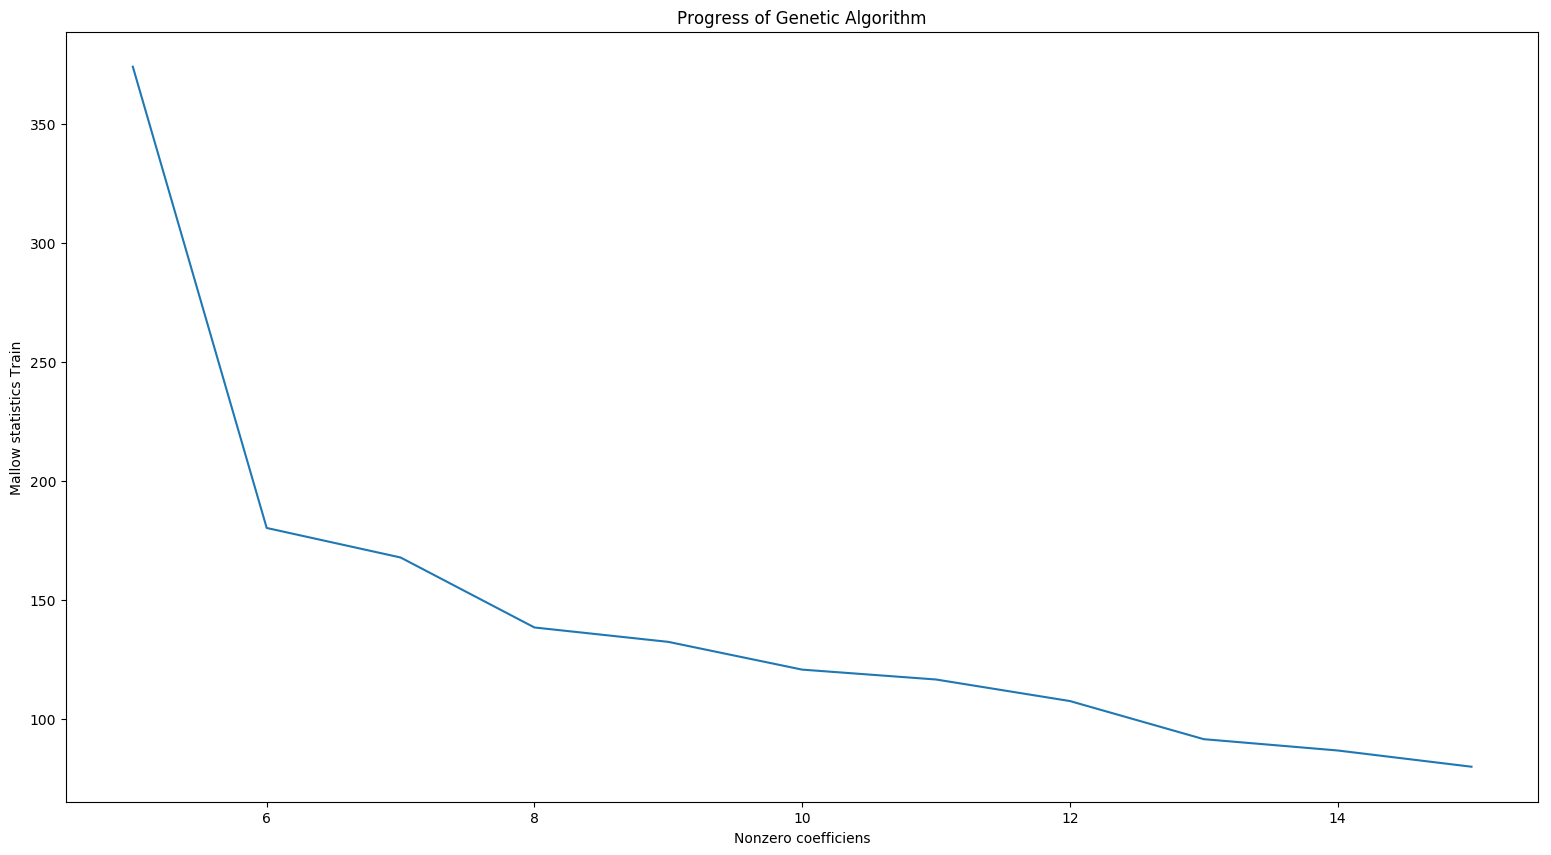 Progress of Genetic Algorithm
350
300
250
200
150
100
Mallow statistics Train
6 8 10 12 14
Nonzero coefficiens